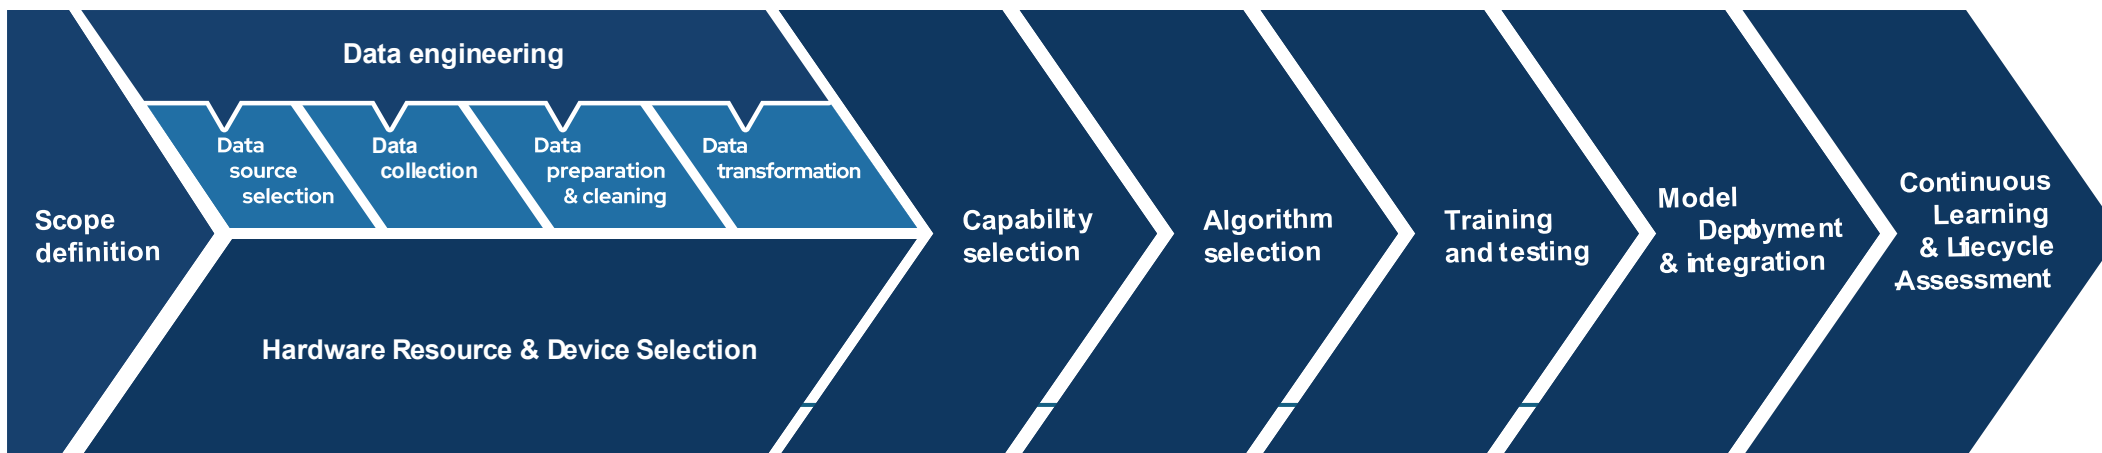 Scope
definition
Data engineering
Data
source
selection
Data
collection
Data
preparation
& cleaning
Data
transformation
Hardware Resource & Device Selection
Capability
selection
Algorithm
selection
Training
and testing
Model
Deployment
& integration
Continuous
Learning
& Lifecycle
Assessment